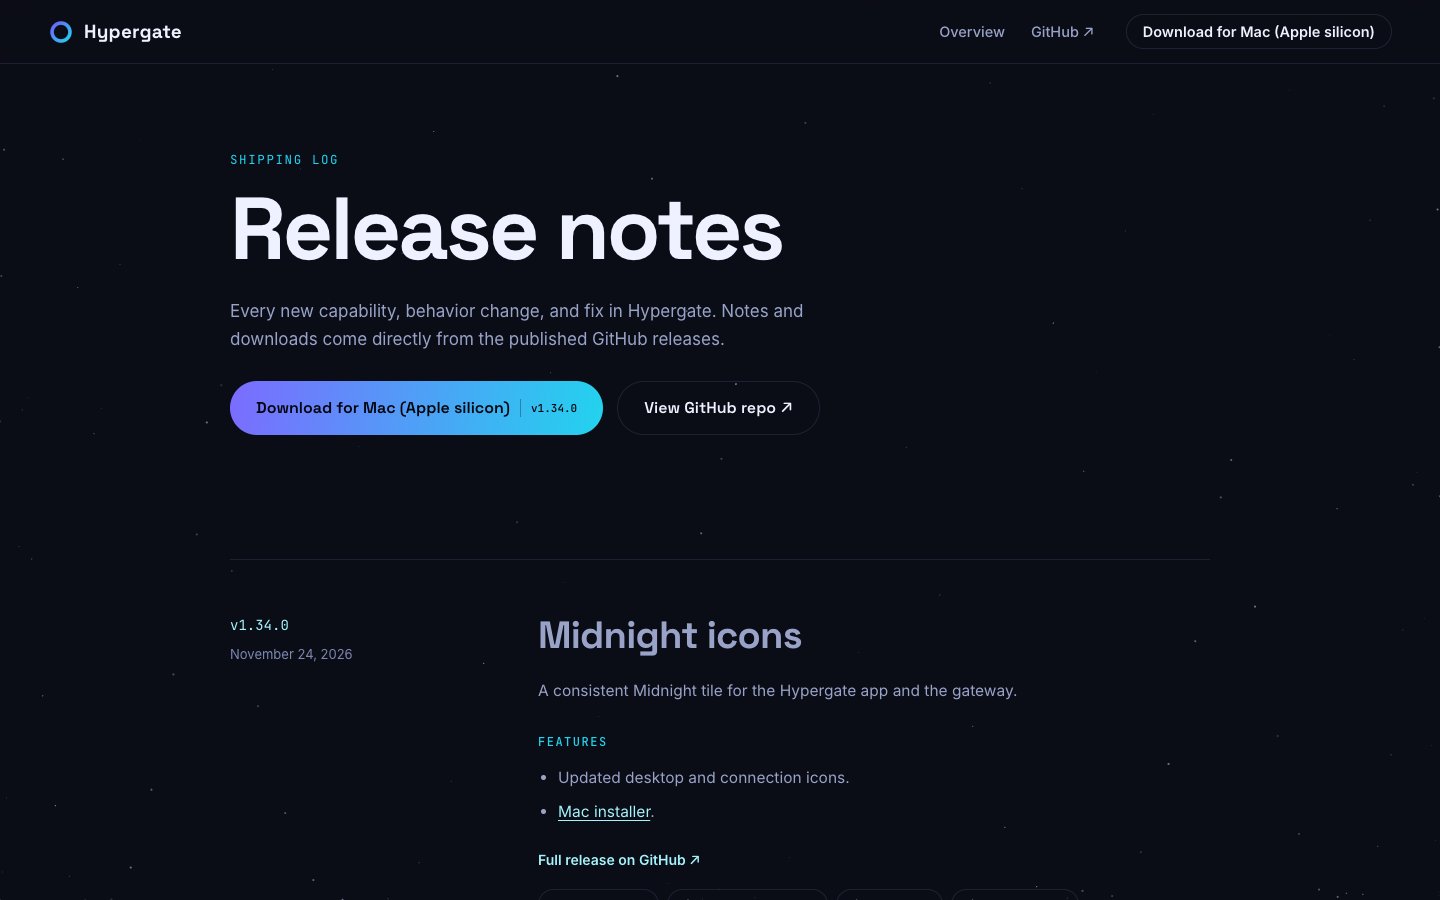 Hypergate
Overview
GitHub ↗
Download for Mac (Apple silicon)
SHIPPING LOG
Release notes
Every new capability, behavior change, and fix in Hypergate. Notes and
downloads come directly from the published GitHub releases.
Download for Mac (Apple silicon) | v1.34.0
View GitHub repo ↗
v1.34.0
November 24, 2026
Midnight icons
A consistent Midnight tile for the Hypergate app and the gateway.
FEATURES
• Updated desktop and connection icons.
• Mac installer.
Full release on GitHub ↗